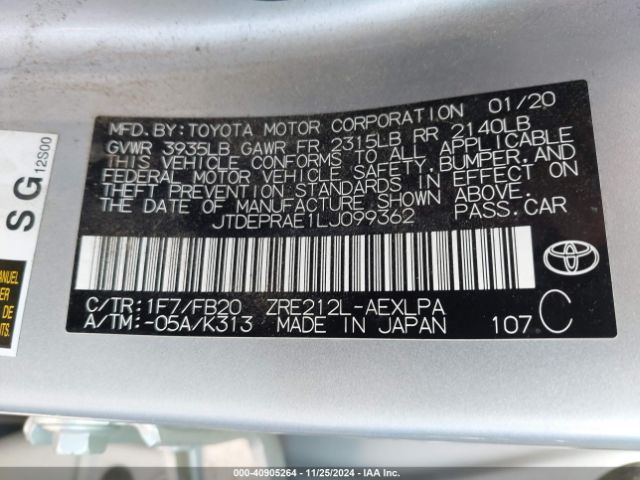 MFD.BY:TOYOTA MOTOR CORPORATION 01/20
GVWR 3935LB GAWR FR 2315LB RR 2140LB
THIS VEHICLE CONFORMS TO ALL APPLICABLE
FEDERAL MOTOR VEHICLE SAFETY,BUMPER,AND
THEFT PREVENTION STANDARDS IN EFFECT ON
THE DATE OF MANUFACTURE SHOWN ABOVE.
JTDEPRAE1LJ099362 PASS.CAR
C/TR:1F7/FB20 ZRE212L-AEXLPA
A/TM:-05A/K313 MADE IN JAPAN 107 C
TOYOTA
SG
12S00
000-40905264 - 11/25/2024 - IAA Inc.